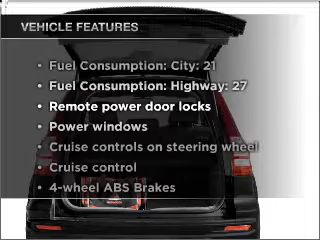 VEHICLE FEATURES
• Fuel Consumption: City: 21
• Fuel Consumption: Highway: 27
• Remote power door locks
• Power windows
• Cruise controls on steering wheel
• Cruise control
• 4-wheel ABS Brakes